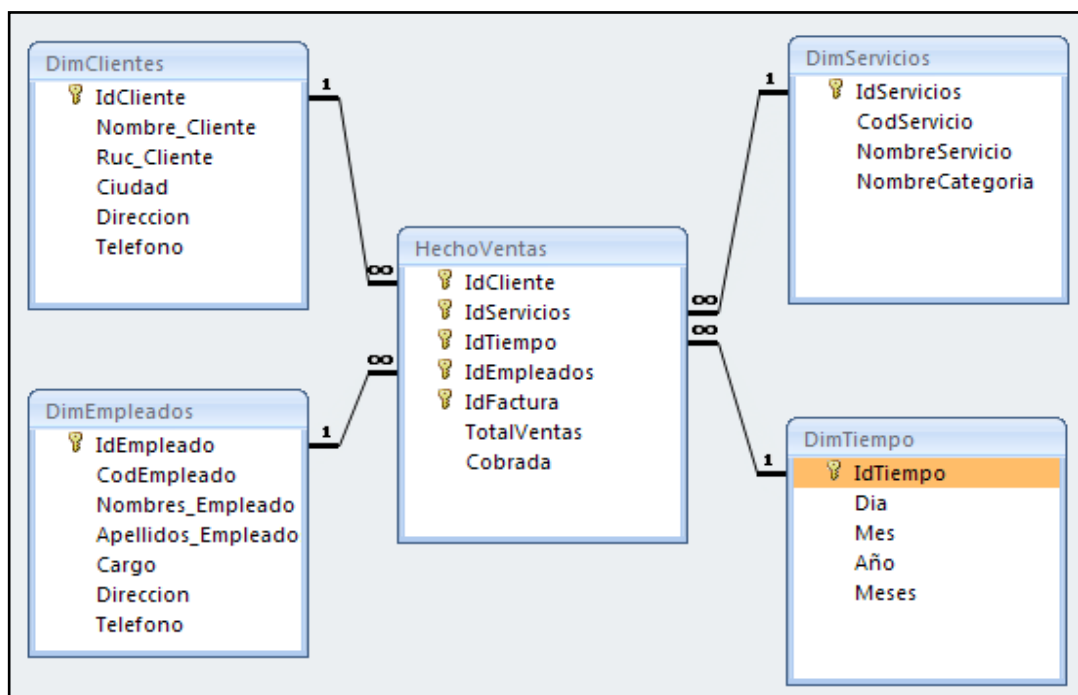 DimClientes
IdCliente
Nombre_Cliente
Ruc_Cliente
Ciudad
Direccion
Telefono
1
∞
DimServicios
IdServicios
CodServicio
NombreServicio
NombreCategoria
1
∞
HechoVentas
IdCliente
IdServicios
IdTiempo
IdEmpleados
IdFactura
TotalVentas
Cobrada
DimEmpleados
IdEmpleado
CodEmpleado
Nombres_Empleado
Apellidos_Empleado
Cargo
Direccion
Telefono
1
∞
DimTiempo
IdTiempo
Dia
Mes
Año
Meses
1
∞